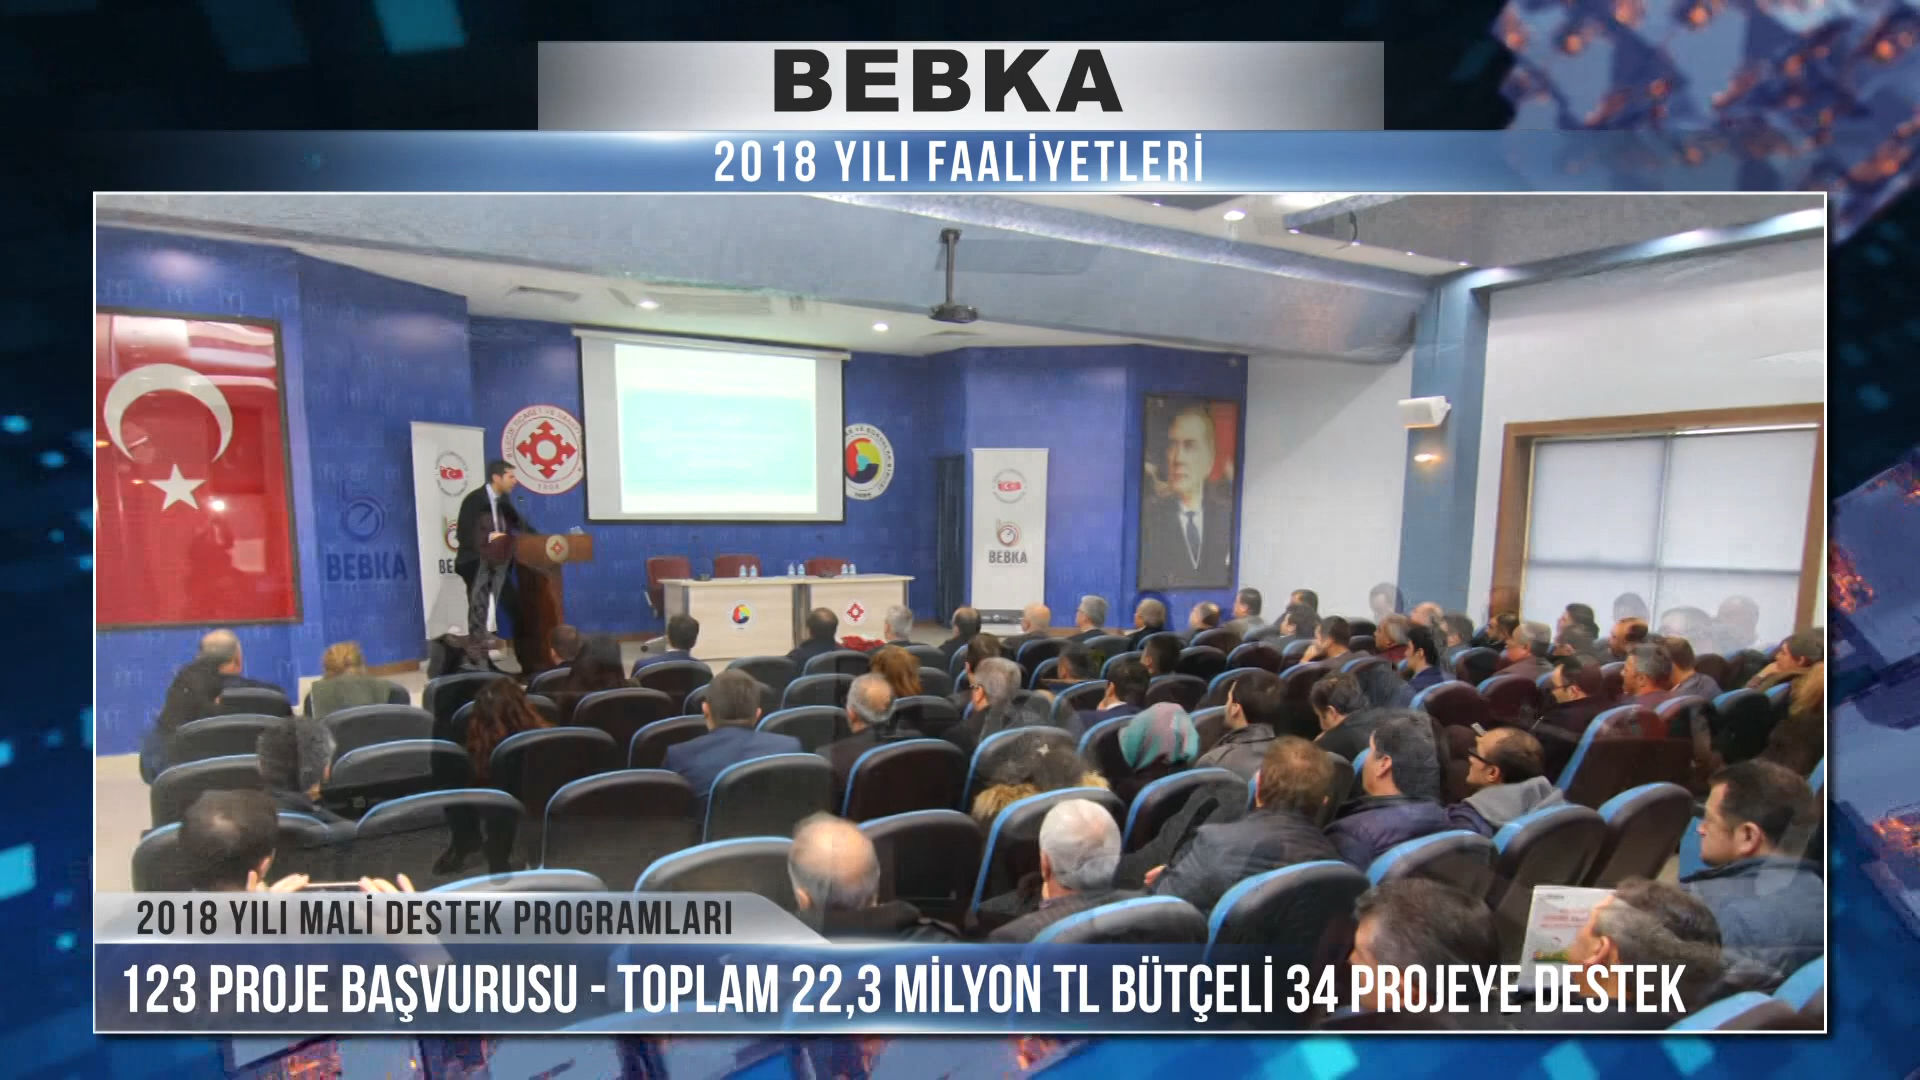 BEBKA
2018 YILI FAALİYETLERİ
BEBKA
BEBKA
2018 YILI MALİ DESTEK PROGRAMLARI
123 PROJE BAŞVURUSU - TOPLAM 22,3 MİLYON TL BÜTÇELİ 34 PROJEYE DESTEK